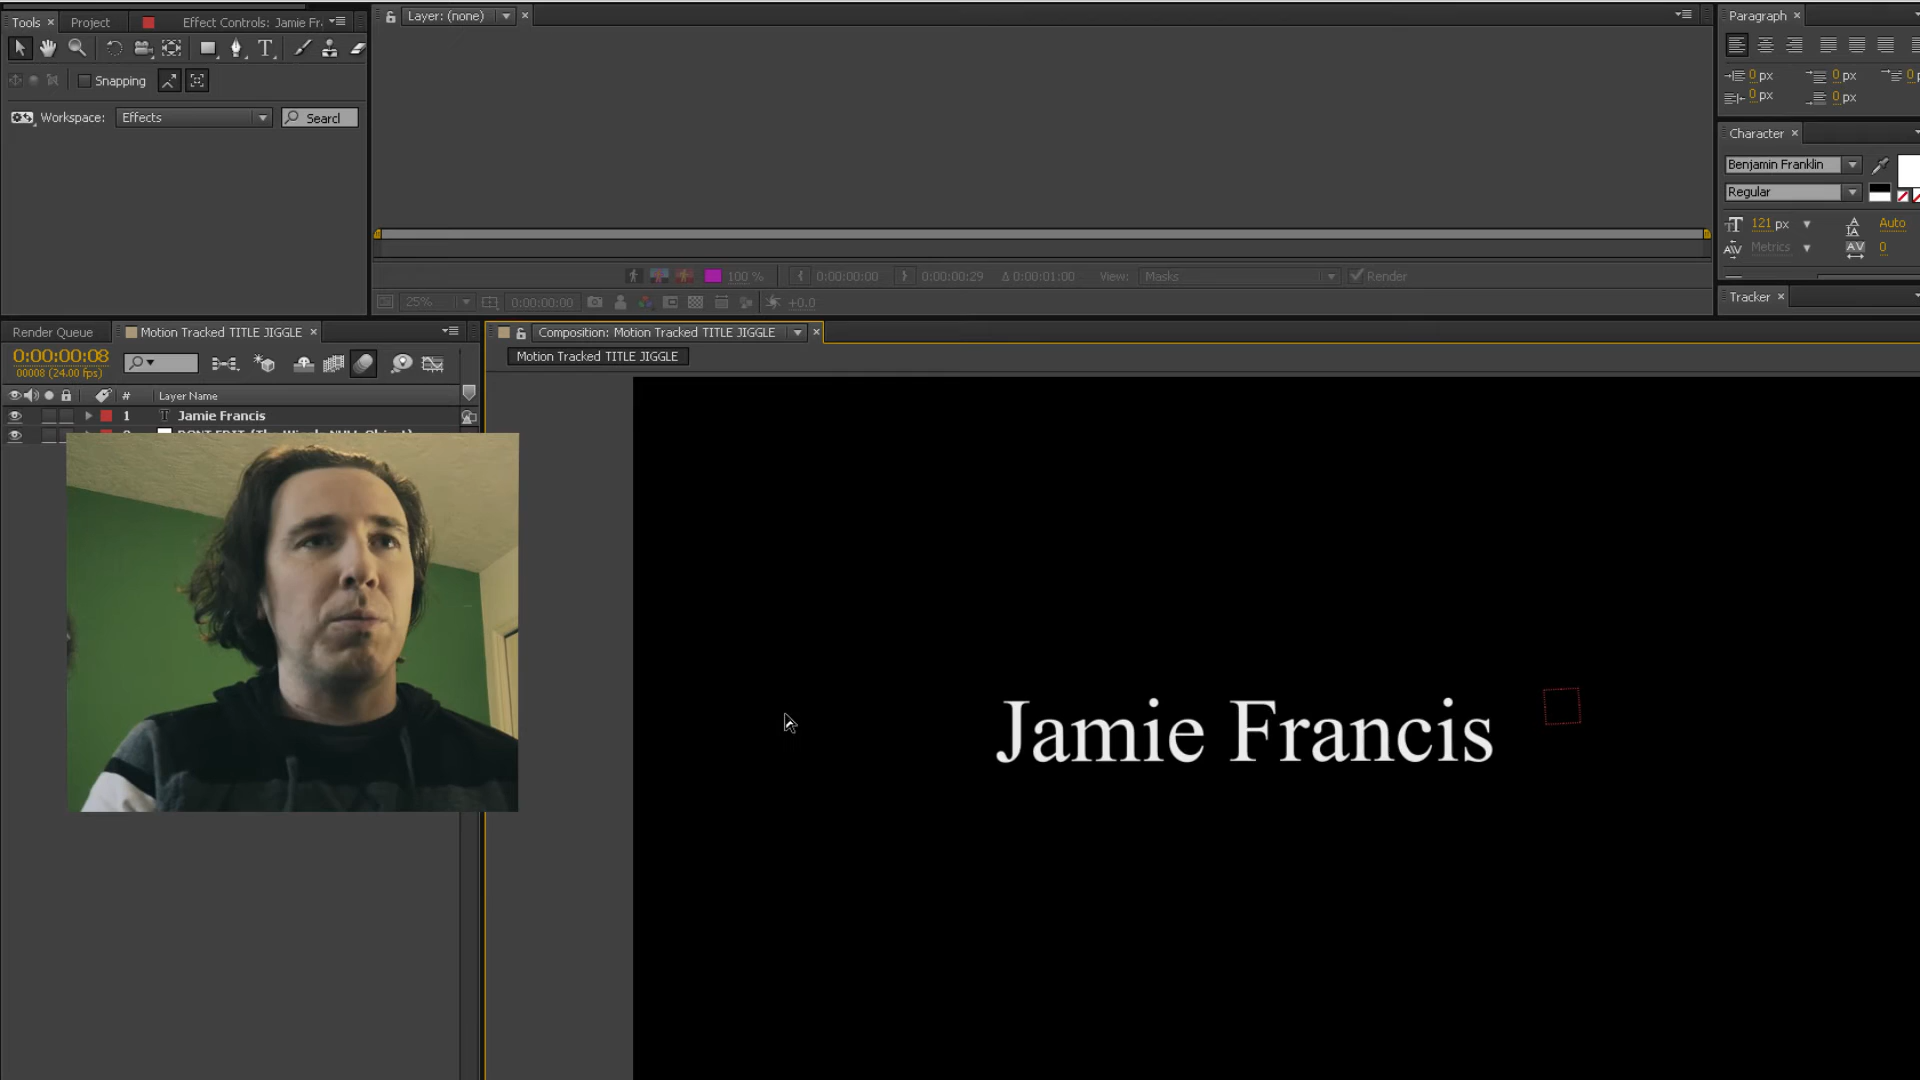 Tools
Project
Effect Controls: Jamie Fr
Layer: (none)
Paragraph
Snapping
Workspace: Effects
Searcl
0 px
0 px
0 p
0 px
0 px
Character
Benjamin Franklin
Regular
121 px
Auto
Metrics
0
Tracker
100 %
0:00:00:00
0:00:00:29
Δ 0:00:01:00
View: Masks
Render
25%
0:00:00:00
+0.0
Render Queue
Motion Tracked TITLE JIGGLE
Composition: Motion Tracked TITLE JIGGLE
0:00:00:08
00008 (24.00 fps)
Motion Tracked TITLE JIGGLE
# Layer Name
1 T Jamie Francis
Jamie Francis